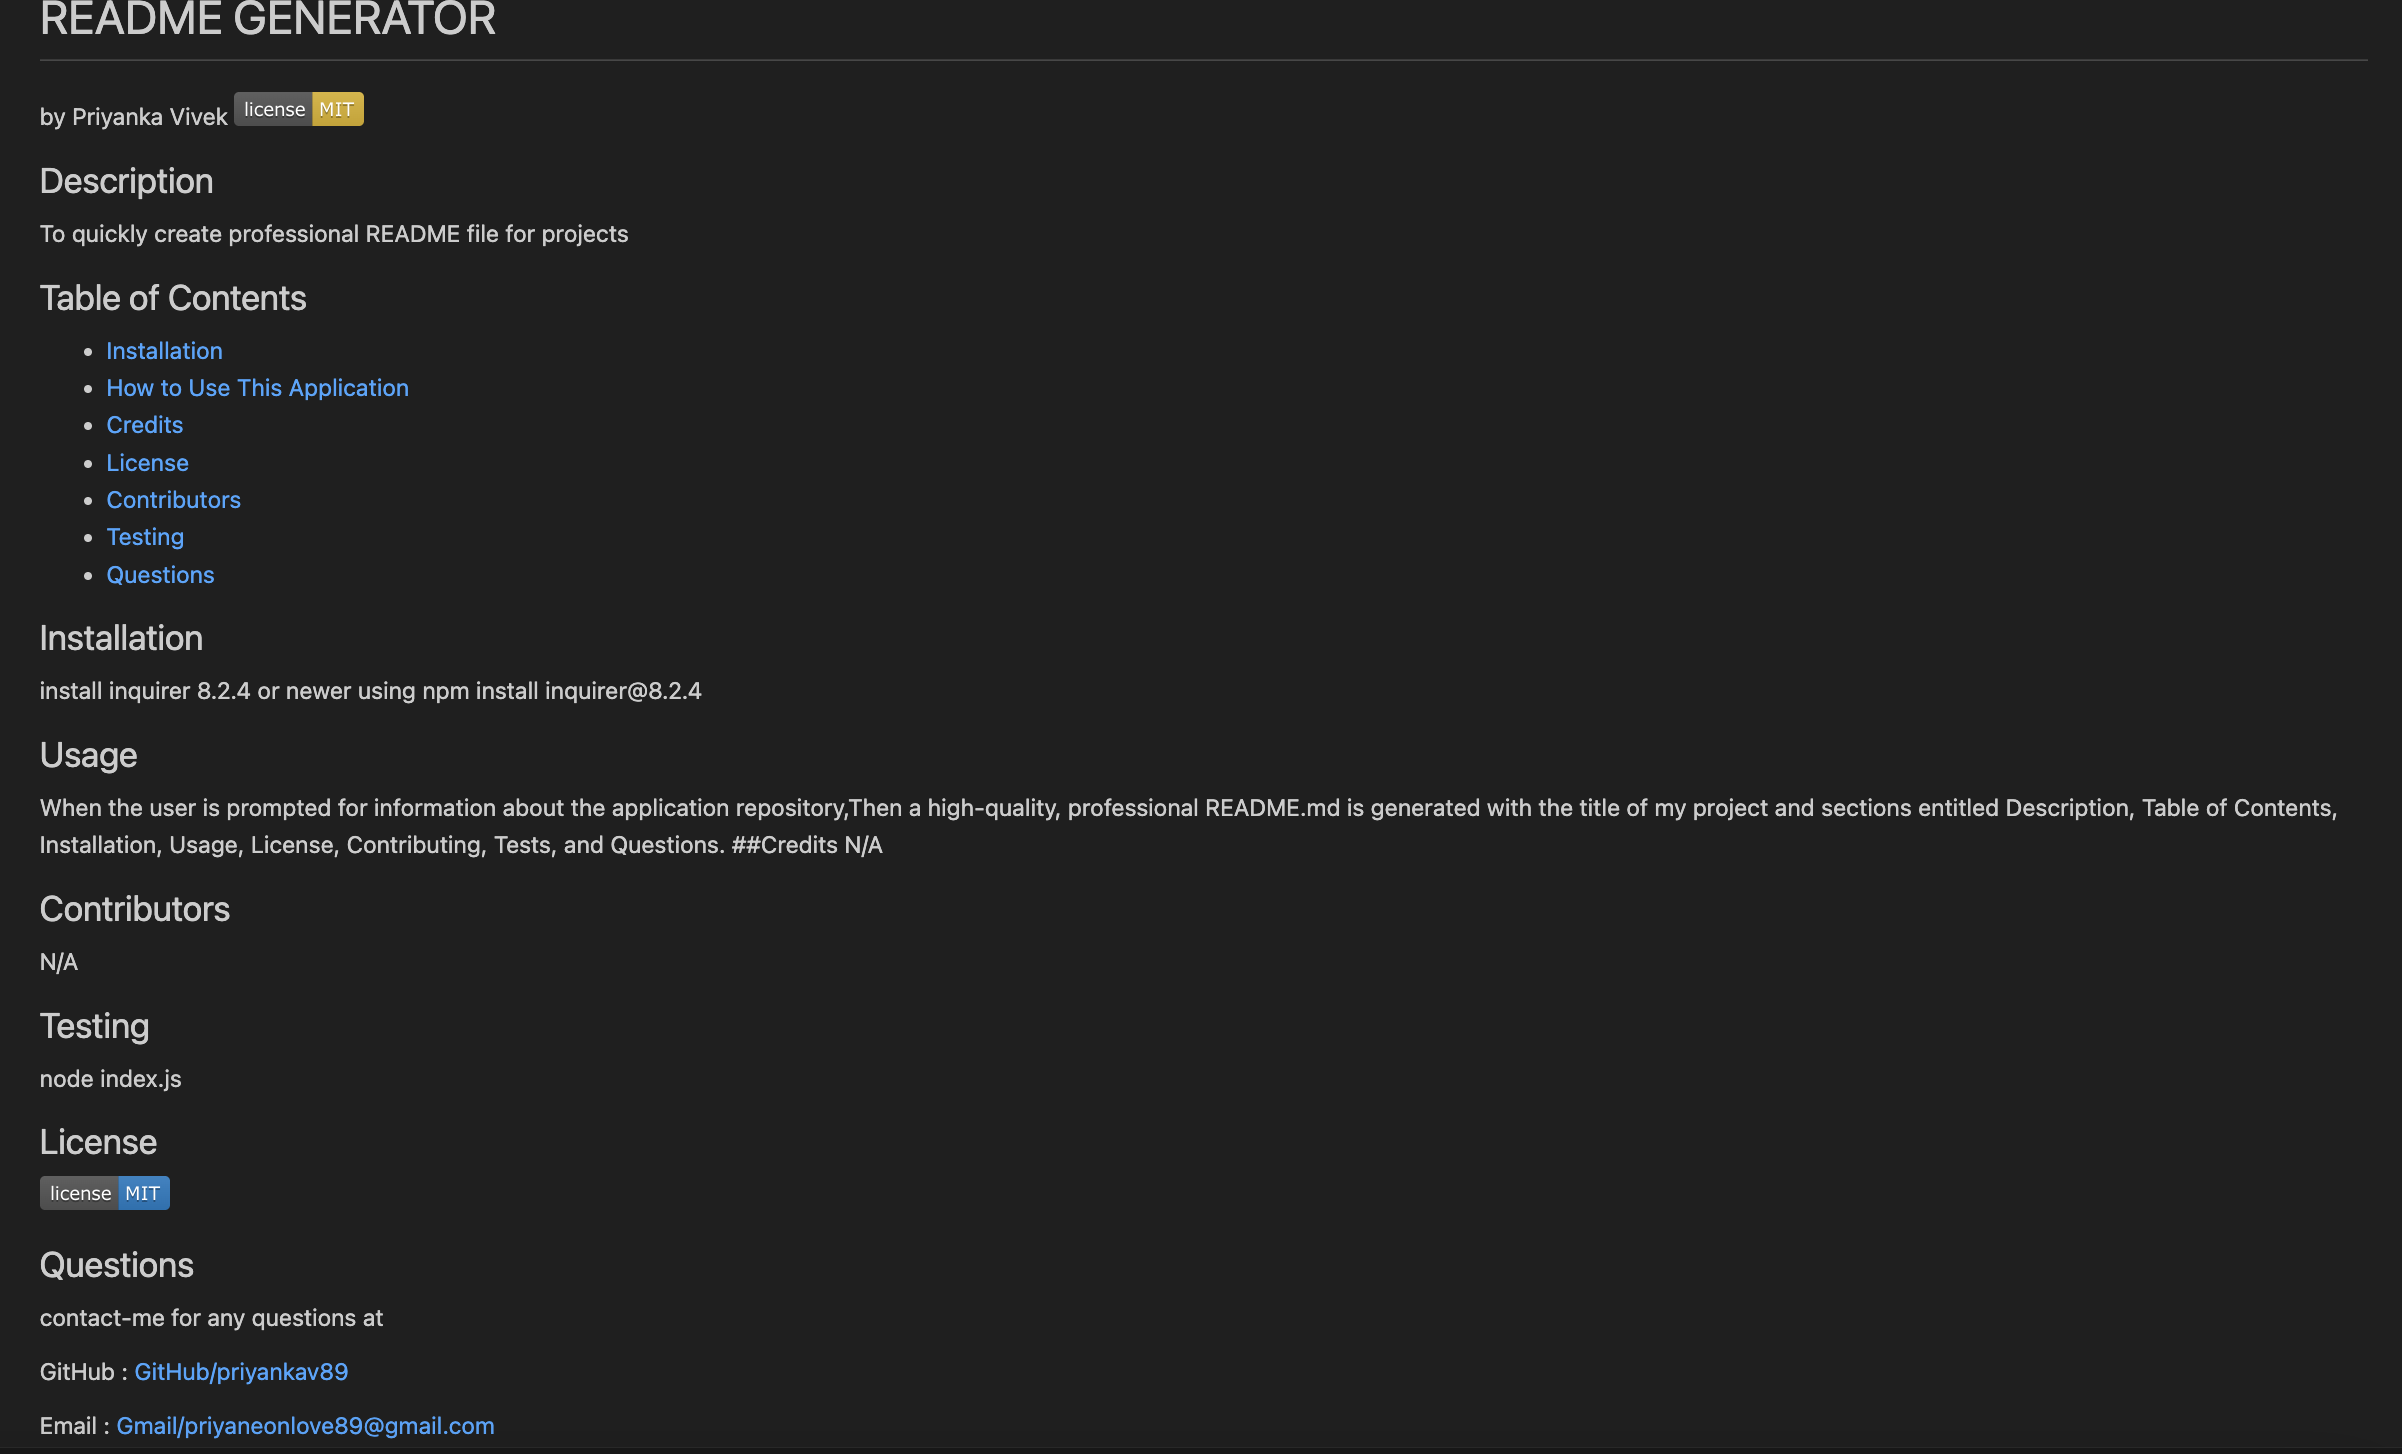 README GENERATOR
by Priyanka Vivek license MIT
Description
To quickly create professional README file for projects
Table of Contents
Installation
How to Use This Application
Credits
License
Contributors
Testing
Questions
Installation
install inquirer 8.2.4 or newer using npm install inquirer@8.2.4
Usage
When the user is prompted for information about the application repository,Then a high-quality, professional README.md is generated with the title of my project and sections entitled Description, Table of Contents,
Installation, Usage, License, Contributing, Tests, and Questions. ##Credits N/A
Contributors
N/A
Testing
node index.js
License
license MIT
Questions
contact-me for any questions at
GitHub : GitHub/priyankav89
Email : Gmail/priyaneonlove89@gmail.com